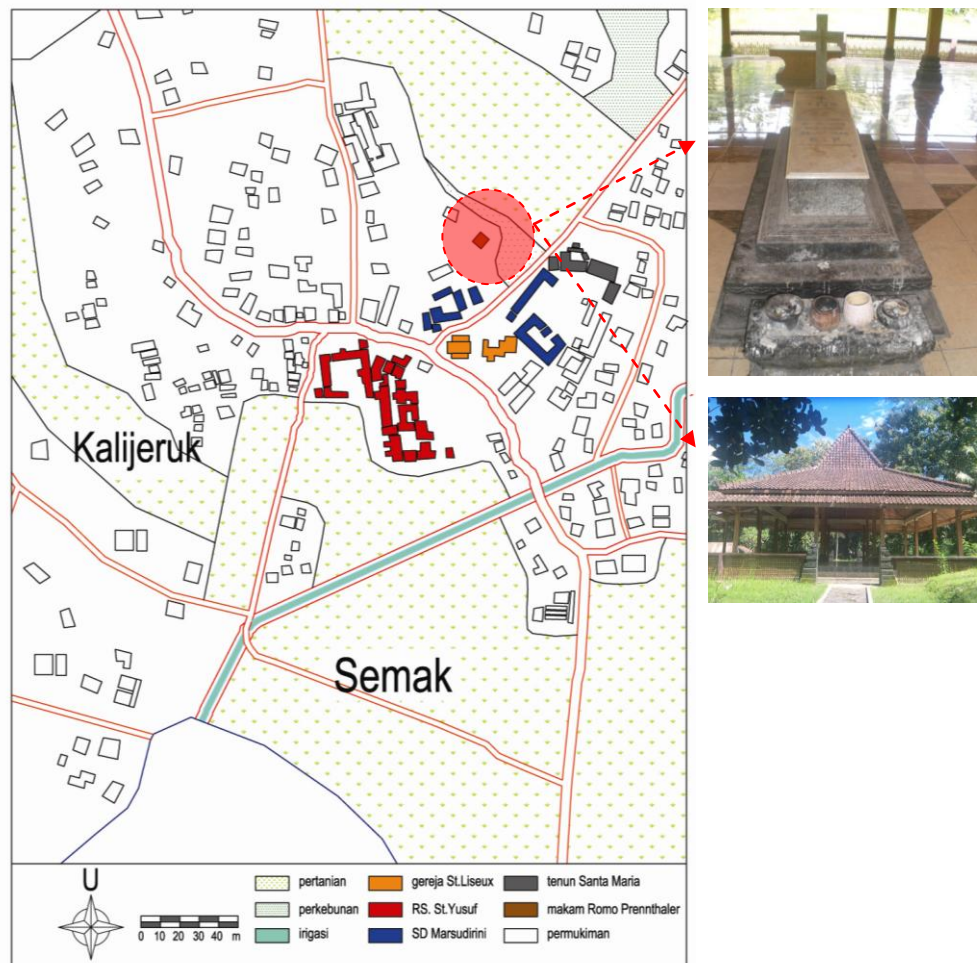 Kalijeruk
Semak
U
0 10 20 30 40 m
pertanian
perkebunan
irigasi
gereja St.Liseux
RS. St.Yusuf
SD Marsudirini
tenun Santa Maria
makam Romo Prennthaler
permukiman